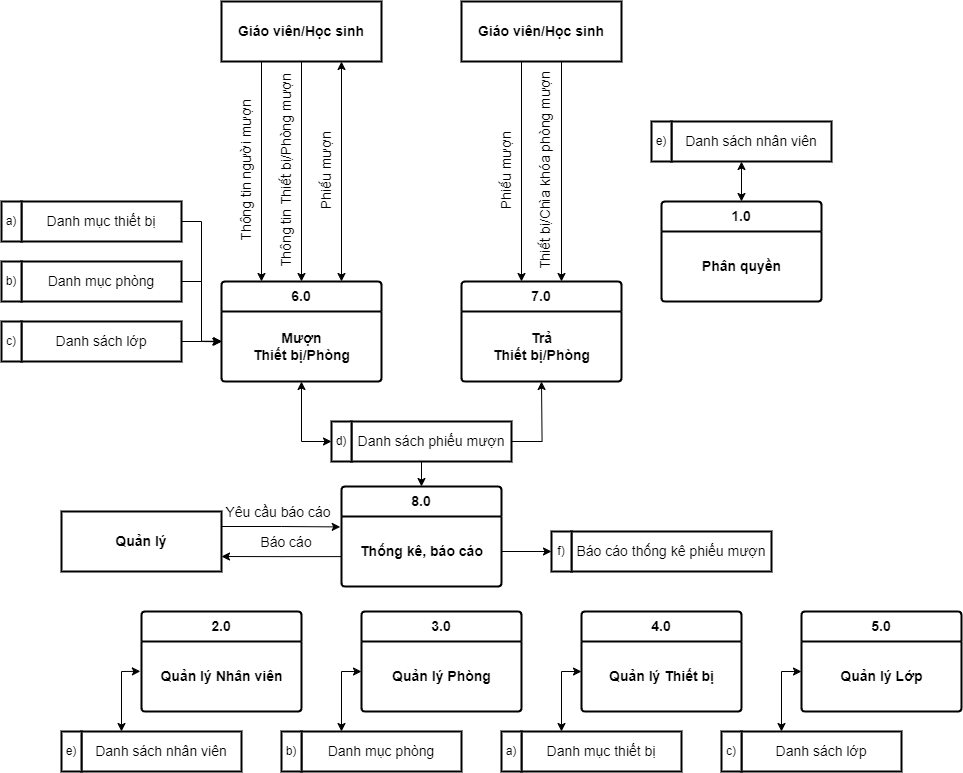 Giáo viên/Học sinh
Giáo viên/Học sinh
Thông tin người mượn
Thông tin Thiết bị/Phòng mượn
Phiếu mượn
Phiếu mượn
Thiết bị/Chìa khóa phòng mượn
e) Danh sách nhân viên
1.0
Phân quyền
a) Danh mục thiết bị
b) Danh mục phòng
c) Danh sách lớp
6.0
Mượn
Thiết bị/Phòng
7.0
Trả
Thiết bị/Phòng
d) Danh sách phiếu mượn
Quản lý
Yêu cầu báo cáo
Báo cáo
8.0
Thống kê, báo cáo
f) Báo cáo thống kê phiếu mượn
2.0
Quản lý Nhân viên
3.0
Quản lý Phòng
4.0
Quản lý Thiết bị
5.0
Quản lý Lớp
e) Danh sách nhân viên
b) Danh mục phòng
a) Danh mục thiết bị
c) Danh sách lớp